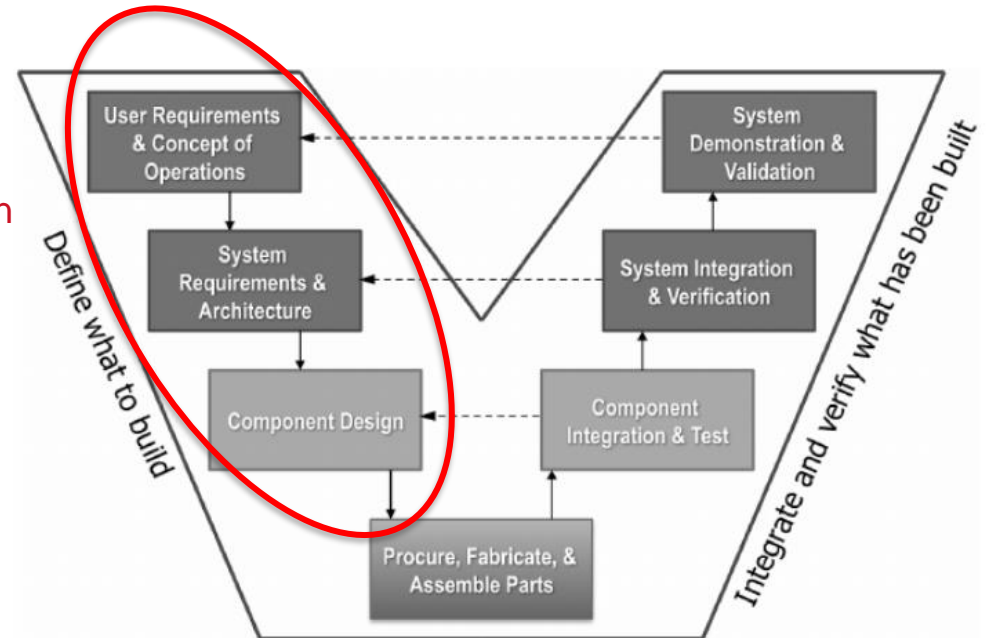 User Requirements
& Concept of
Operations
System
Demonstration &
Validation
System
Requirements &
Architecture
System Integration
& Verification
Component Design
Component
Integration & Test
Procure, Fabricate, &
Assemble Parts
Define what to build
Integrate and verify what has been built